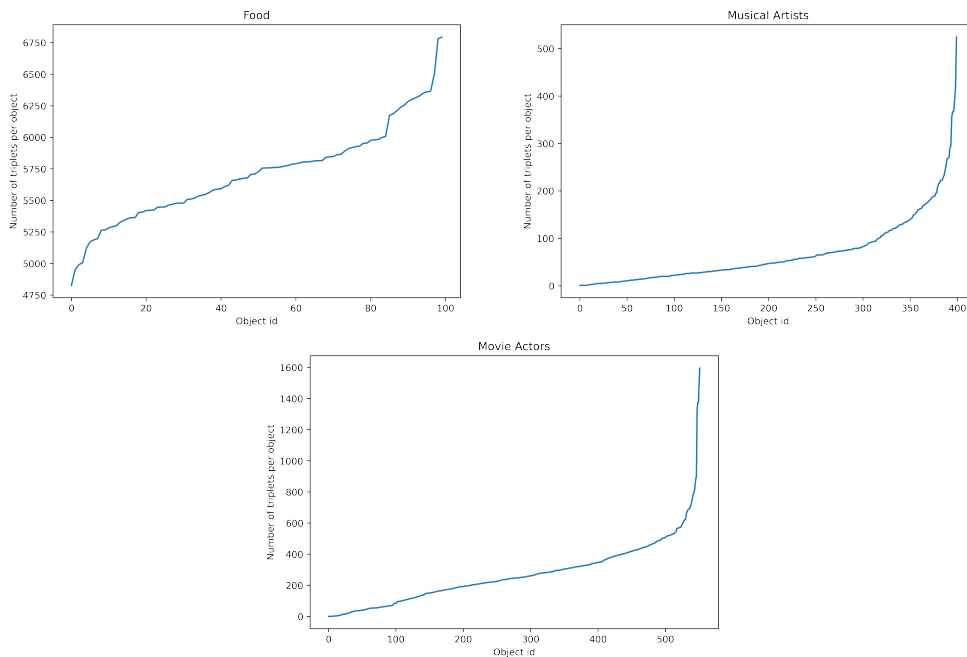 Food
Number of triplets per object
6750
6500
6250
6000
5750
5500
5250
5000
4750
0 20 40 60 80 100
Object id
Musical Artists
Number of triplets per object
500
400
300
200
100
0
0 50 100 150 200 250 300 350 400
Object id
Movie Actors
Number of triplets per object
1600
1400
1200
1000
800
600
400
200
0
0 100 200 300 400 500
Object id